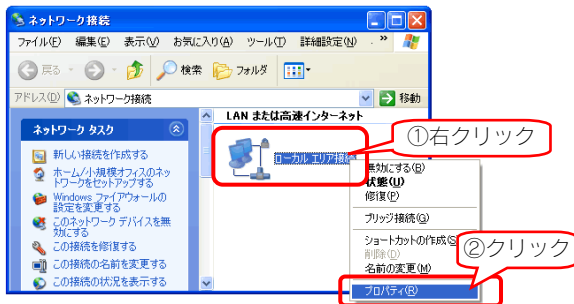 ネットワーク接続
ファイル(F) 編集(E) 表示(V) お気に入り(A) ツール(T) 詳細設定(N) »
戻る 検索 フォルダ
アドレス(D) ネットワーク接続 移動
ネットワーク タスク
新しい接続を作成する
ホーム/小規模オフィスのネッ
トワークをセットアップする
Windows ファイアウォールの
設定を変更する
このネットワーク デバイスを無
効にする
この接続を修復する
この接続の名前を変更する
この接続の状況を表示する
LAN または高速インターネット
ローカル エリア接続
①右クリック
無効にする(B)
状態(U)
修復(P)
ブリッジ接続(G)
ショートカットの作成(S)
削除(D)
名前の変更(M)
プロパティ(R)
②クリック